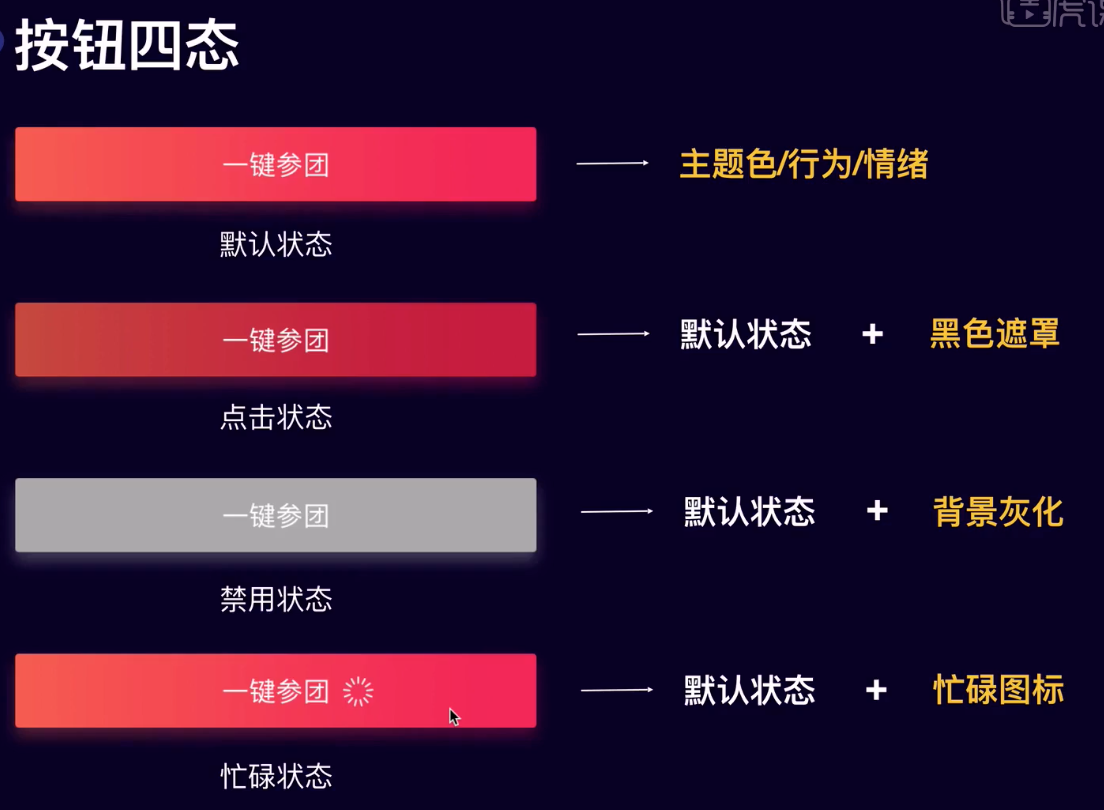 按钮四态
一键参团
主题色/行为/情绪
默认状态
一键参团
默认状态 + 黑色遮罩
点击状态
一键参团
默认状态 + 背景灰化
禁用状态
一键参团
默认状态 + 忙碌图标
忙碌状态